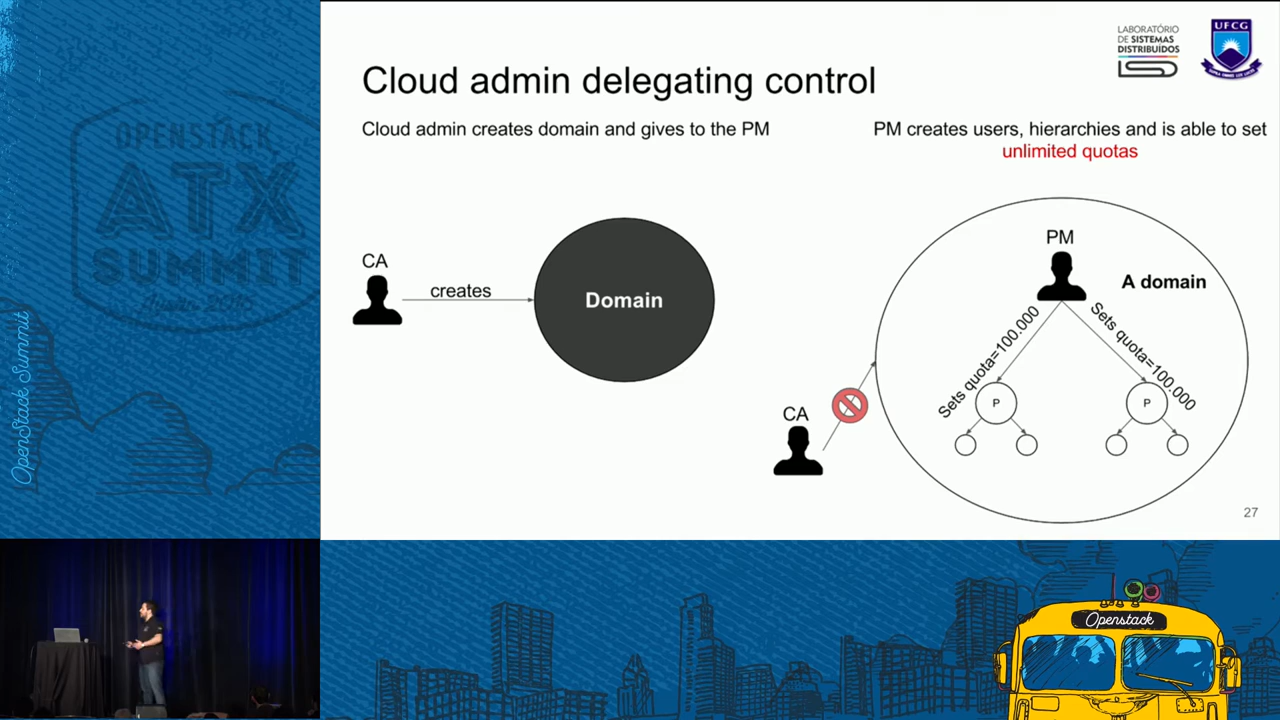 OPENSTACK
ATX
SUMMIT
Austin 2016
OpenStack Summit
LABORATÓRIO
DE SISTEMAS
DISTRIBUÍDOS
UFCG
Cloud admin delegating control
Cloud admin creates domain and gives to the PM
PM creates users, hierarchies and is able to set
unlimited quotas
CA
creates
Domain
PM
A domain
Sets quota=100.000
Sets quota=100.000
P
P
CA
27
Openstack